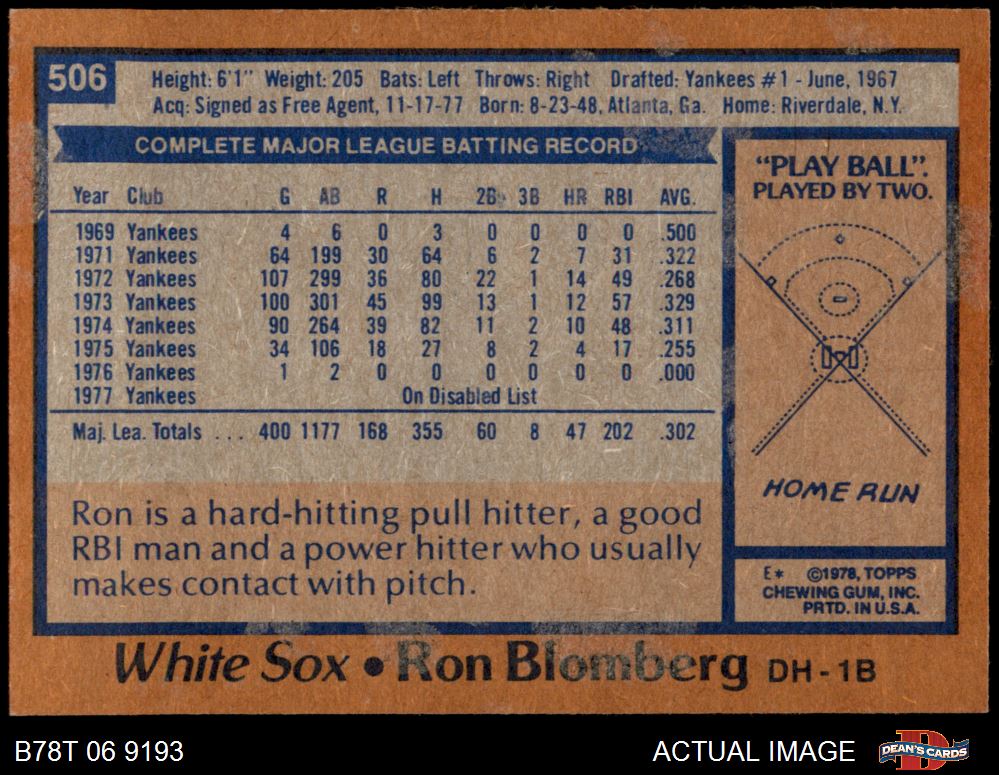 506
Height: 6'1" Weight: 205 Bats: Left Throws: Right Drafted: Yankees #1 - June, 1967
Acq: Signed as Free Agent, 11-17-77 Born: 8-23-48, Atlanta, Ga. Home: Riverdale, N.Y.
COMPLETE MAJOR LEAGUE BATTING RECORD
Year Club G AB R H 2B 3B HR RBI AVG.
1969 Yankees 4 6 0 3 0 0 0 0 .500
1971 Yankees 64 199 30 64 6 2 7 31 .322
1972 Yankees 107 299 36 80 22 1 14 49 .268
1973 Yankees 100 301 45 99 13 1 12 57 .329
1974 Yankees 90 264 39 82 11 2 10 48 .311
1975 Yankees 34 106 18 27 8 2 4 17 .255
1976 Yankees 1 2 0 0 0 0 0 0 .000
1977 Yankees On Disabled List
Maj. Lea. Totals ... 400 1177 168 355 60 8 47 202 .302
Ron is a hard-hitting pull hitter, a good
RBI man and a power hitter who usually
makes contact with pitch.
"PLAY BALL".
PLAYED BY TWO.
HOME RUN
E* ©1978, TOPPS
CHEWING GUM, INC.
PRTD. IN U.S.A.
White Sox • Ron Blomberg DH - 1B
B78T 06 9193
ACTUAL IMAGE
DEAN'S CARDS